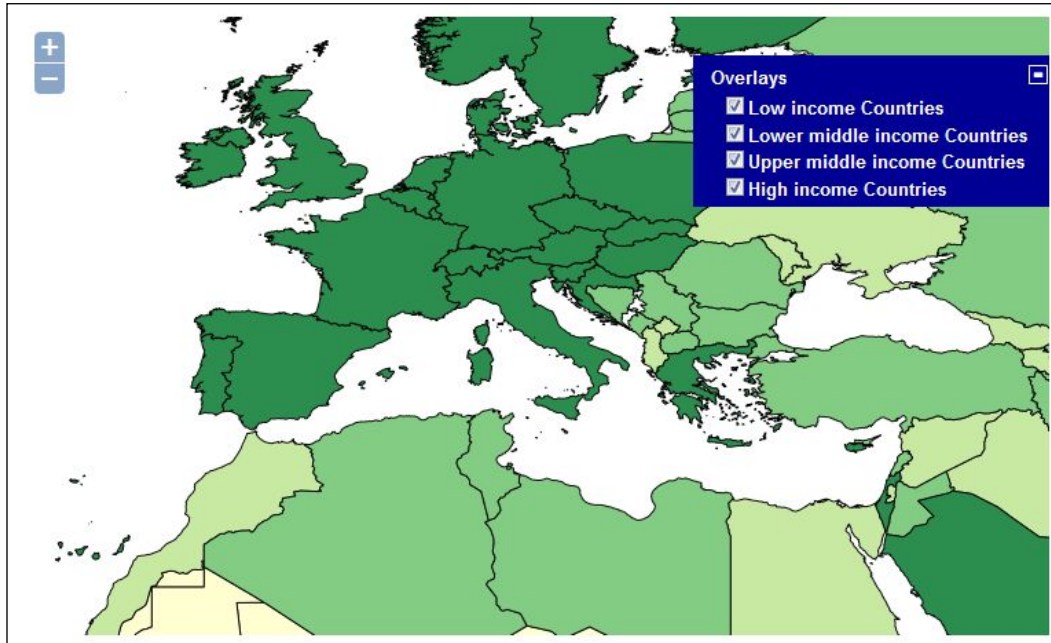 +
−
Overlays
Low income Countries
Lower middle income Countries
Upper middle income Countries
High income Countries